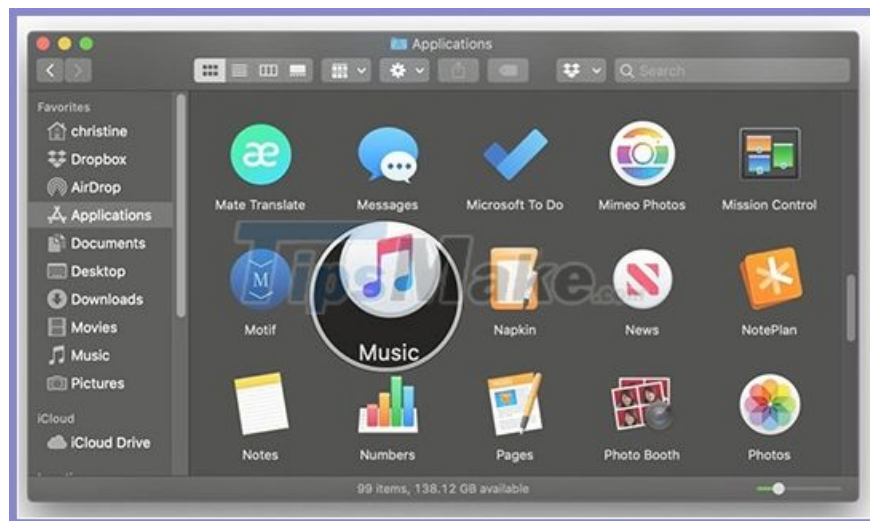 Applications
Search
Favorites
christine
Dropbox
AirDrop
Applications
Documents
Desktop
Downloads
Movies
Music
Pictures
iCloud
iCloud Drive
æ
Mate Translate
Messages
Microsoft To Do
Mimeo Photos
Mission Control
TipsMake.com
M
Motif
Music
Napkin
News
NotePlan
Notes
Numbers
Pages
Photo Booth
Photos
99 items, 138.12 GB available